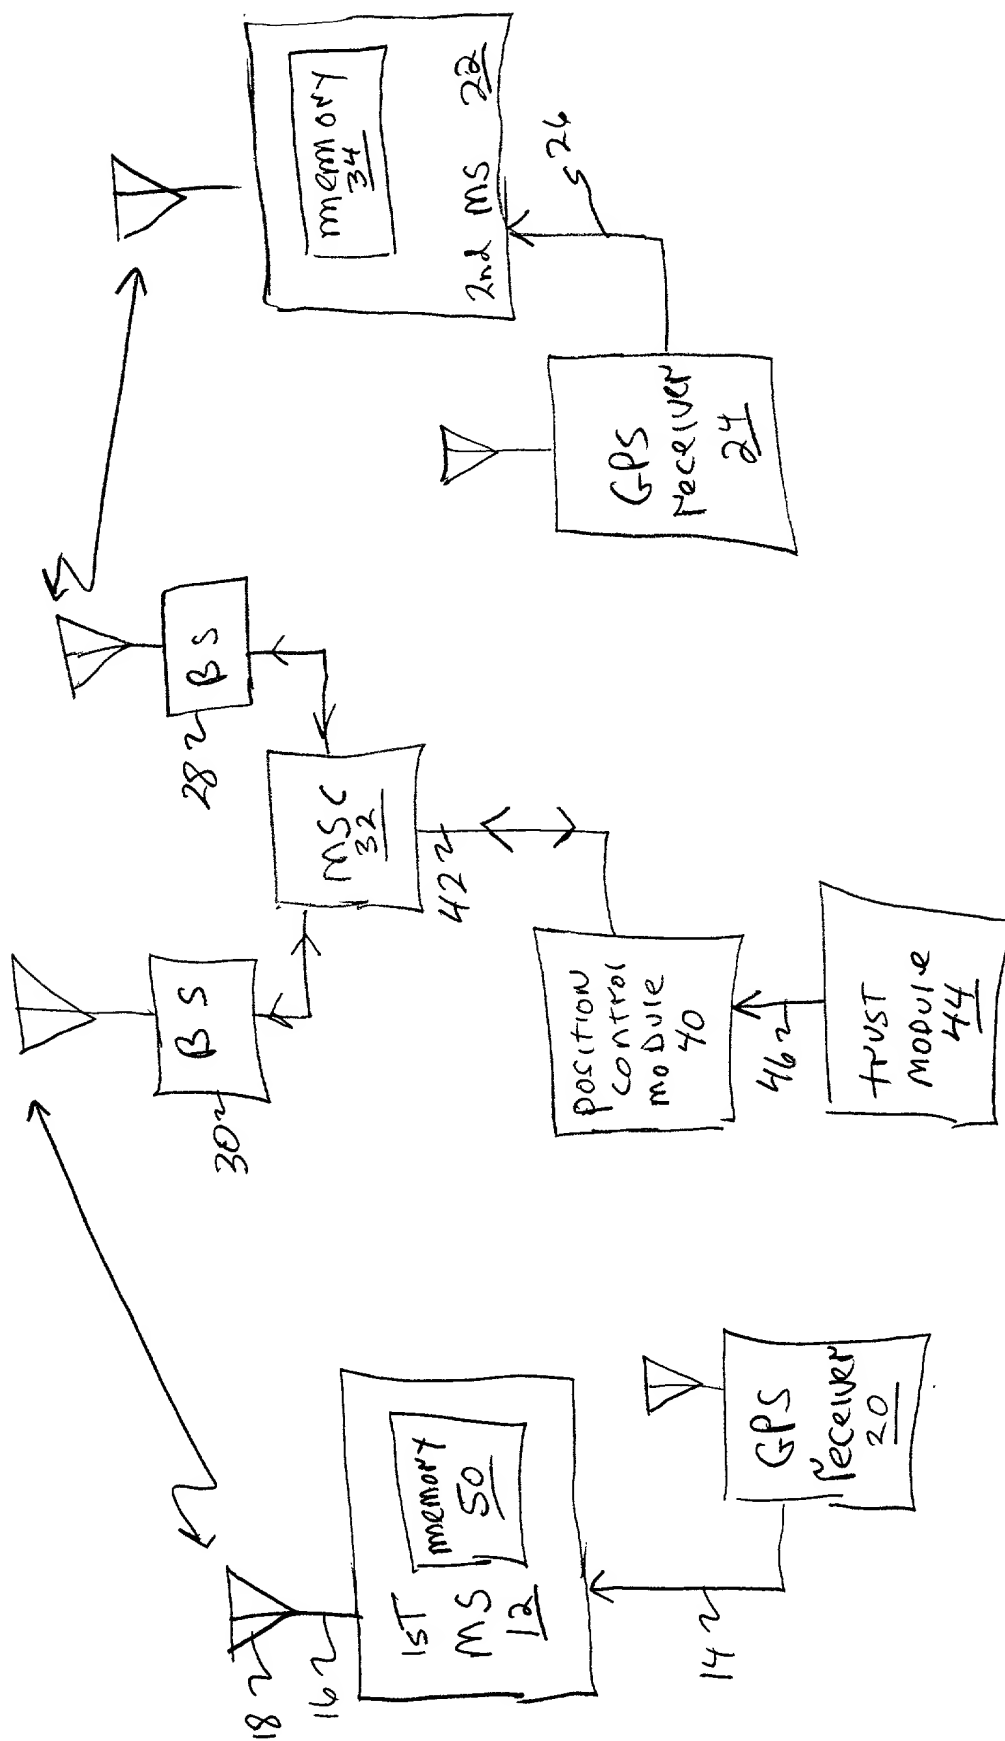 18
16
1ST
MS
12
memory
50
14
GPS
receiver
20
30
BS
28
BS
MSC
32
42
position
control
module
40
46
trust
module
44
memory
34
2nd MS 22
26
GPS
receiver
24